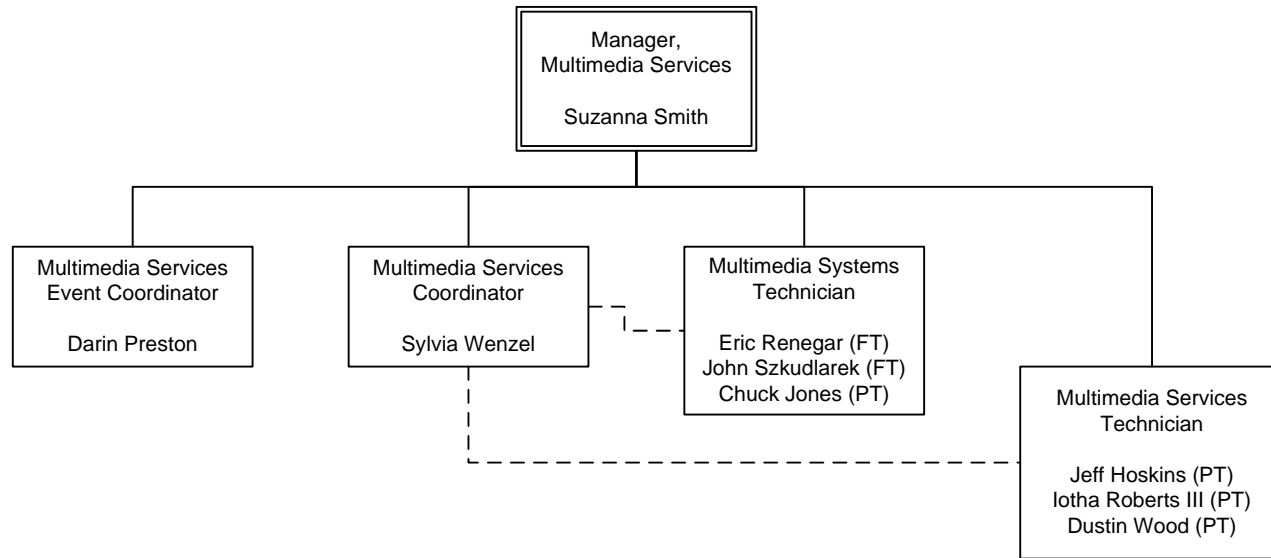 Manager,
Multimedia Services
Suzanna Smith
Multimedia Services
Event Coordinator
Darin Preston
Multimedia Services
Coordinator
Sylvia Wenzel
Multimedia Systems
Technician
Eric Renegar (FT)
John Szkudlarek (FT)
Chuck Jones (PT)
Multimedia Services
Technician
Jeff Hoskins (PT)
Iotha Roberts III (PT)
Dustin Wood (PT)